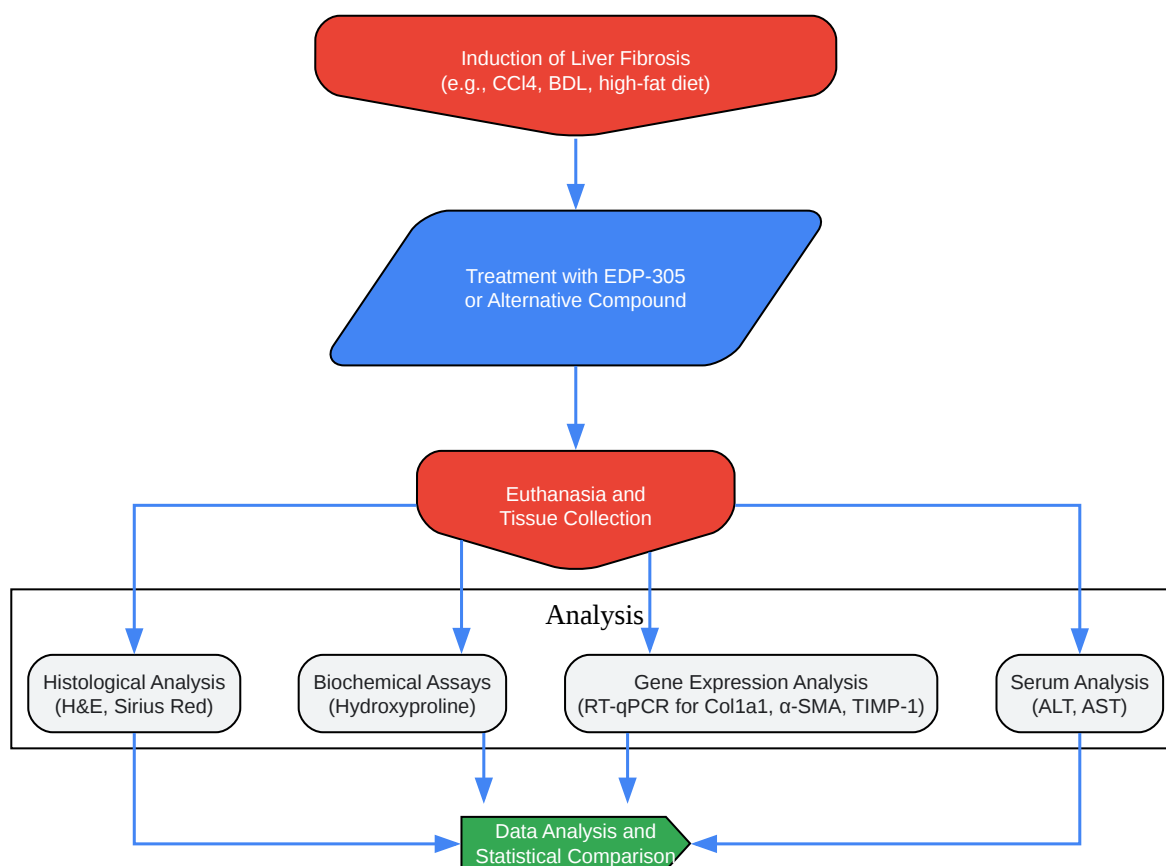 Induction of Liver Fibrosis
(e.g., CCl4, BDL, high-fat diet)
Treatment with EDP-305
or Alternative Compound
Euthanasia and
Tissue Collection
Analysis
Histological Analysis
(H&E, Sirius Red)
Biochemical Assays
(Hydroxyproline)
Gene Expression Analysis
(RT-qPCR for Col1a1, α-SMA, TIMP-1)
Serum Analysis
(ALT, AST)
Data Analysis and
Statistical Comparison